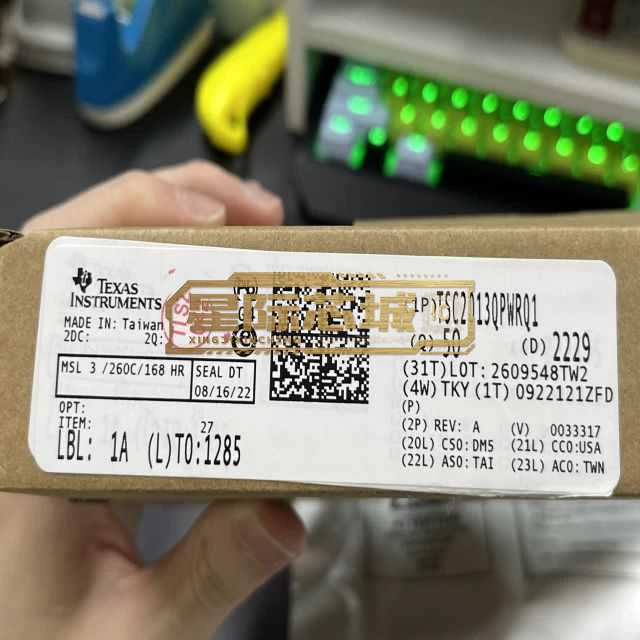 TEXAS
INSTRUMENTS
MADE IN: Taiwan
2DC: 2Q:
MSL 3 /260C/168 HR
SEAL DT
08/16/22
OPT:
ITEM: 27
LBL: 1A (L)TO:1285
星际芯城
(1P)TSC2013QPWRQ1
(Q) 50 (D) 2229
(31T)LOT: 2609548TW2
(4W) TKY (1T) 0922121ZFD
(P)
(2P) REV: A (V) 0033317
(20L) CSO:DM5 (21L) CCO:USA
(22L) ASO:TAI (23L) ACO:TWN